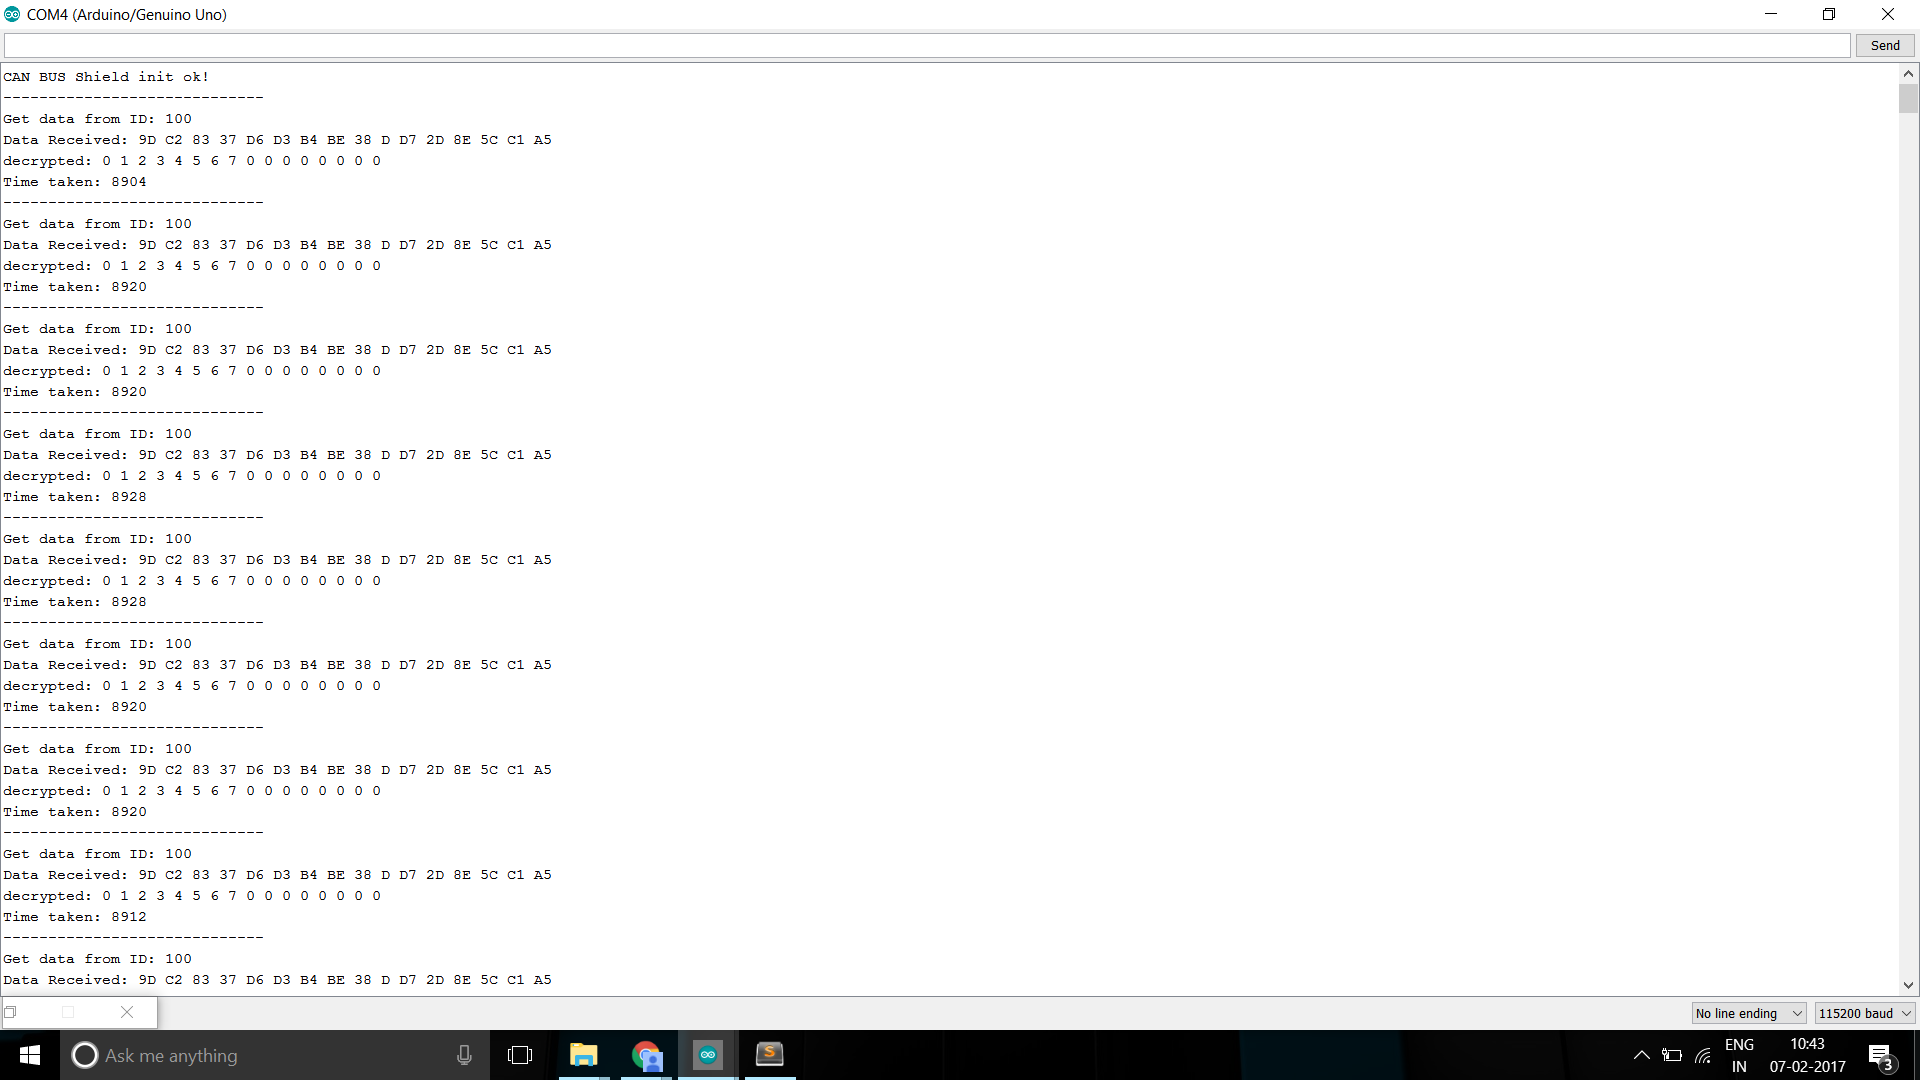 COM4 (Arduino/Genuino Uno)
Send
CAN BUS Shield init ok!
-----------------------------
Get data from ID: 100
Data Received: 9D C2 83 37 D6 D3 B4 BE 38 D D7 2D 8E 5C C1 A5
decrypted: 0 1 2 3 4 5 6 7 0 0 0 0 0 0 0 0
Time taken: 8904
-----------------------------
Get data from ID: 100
Data Received: 9D C2 83 37 D6 D3 B4 BE 38 D D7 2D 8E 5C C1 A5
decrypted: 0 1 2 3 4 5 6 7 0 0 0 0 0 0 0 0
Time taken: 8920
-----------------------------
Get data from ID: 100
Data Received: 9D C2 83 37 D6 D3 B4 BE 38 D D7 2D 8E 5C C1 A5
decrypted: 0 1 2 3 4 5 6 7 0 0 0 0 0 0 0 0
Time taken: 8920
-----------------------------
Get data from ID: 100
Data Received: 9D C2 83 37 D6 D3 B4 BE 38 D D7 2D 8E 5C C1 A5
decrypted: 0 1 2 3 4 5 6 7 0 0 0 0 0 0 0 0
Time taken: 8928
-----------------------------
Get data from ID: 100
Data Received: 9D C2 83 37 D6 D3 B4 BE 38 D D7 2D 8E 5C C1 A5
decrypted: 0 1 2 3 4 5 6 7 0 0 0 0 0 0 0 0
Time taken: 8928
-----------------------------
Get data from ID: 100
Data Received: 9D C2 83 37 D6 D3 B4 BE 38 D D7 2D 8E 5C C1 A5
decrypted: 0 1 2 3 4 5 6 7 0 0 0 0 0 0 0 0
Time taken: 8920
-----------------------------
Get data from ID: 100
Data Received: 9D C2 83 37 D6 D3 B4 BE 38 D D7 2D 8E 5C C1 A5
decrypted: 0 1 2 3 4 5 6 7 0 0 0 0 0 0 0 0
Time taken: 8920
-----------------------------
Get data from ID: 100
Data Received: 9D C2 83 37 D6 D3 B4 BE 38 D D7 2D 8E 5C C1 A5
decrypted: 0 1 2 3 4 5 6 7 0 0 0 0 0 0 0 0
Time taken: 8912
-----------------------------
Get data from ID: 100
Data Received: 9D C2 83 37 D6 D3 B4 BE 38 D D7 2D 8E 5C C1 A5
No line ending
115200 baud
Ask me anything
ENG
IN
10:43
07-02-2017
3